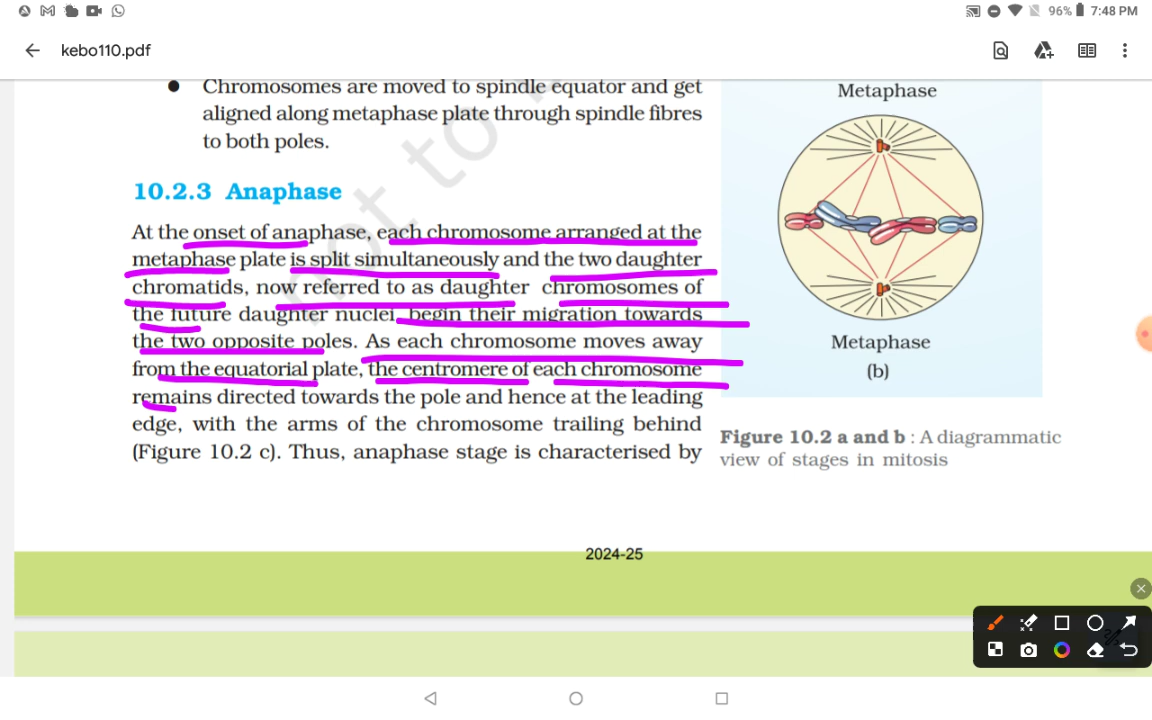 96% 7:48 PM
kebo110.pdf
Chromosomes are moved to spindle equator and get
aligned along metaphase plate through spindle fibres
to both poles.
10.2.3 Anaphase
At the onset of anaphase, each chromosome arranged at the
metaphase plate is split simultaneously and the two daughter
chromatids, now referred to as daughter chromosomes of
the future daughter nuclei, begin their migration towards
the two opposite poles. As each chromosome moves away
from the equatorial plate, the centromere of each chromosome
remains directed towards the pole and hence at the leading
edge, with the arms of the chromosome trailing behind
(Figure 10.2 c). Thus, anaphase stage is characterised by
Metaphase
Metaphase
(b)
Figure 10.2 a and b : A diagrammatic
view of stages in mitosis
not to
2024-25